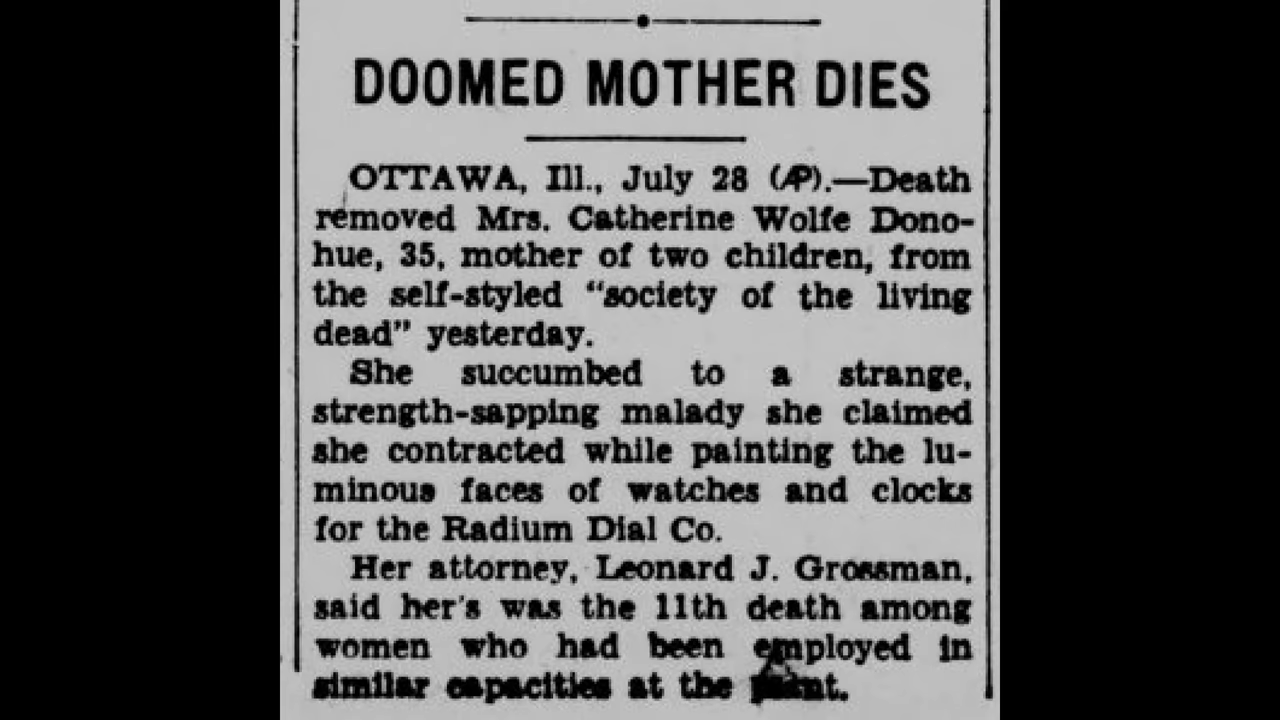 DOOMED MOTHER DIES
OTTAWA, Ill., July 28 (AP).—Death
removed Mrs. Catherine Wolfe Dono-
hue, 35, mother of two children, from
the self-styled "society of the living
dead" yesterday.
She succumbed to a strange,
strength-sapping malady she claimed
she contracted while painting the lu-
minous faces of watches and clocks
for the Radium Dial Co.
Her attorney, Leonard J. Grossman,
said her's was the 11th death among
women who had been employed in
similar capacities at the plant.